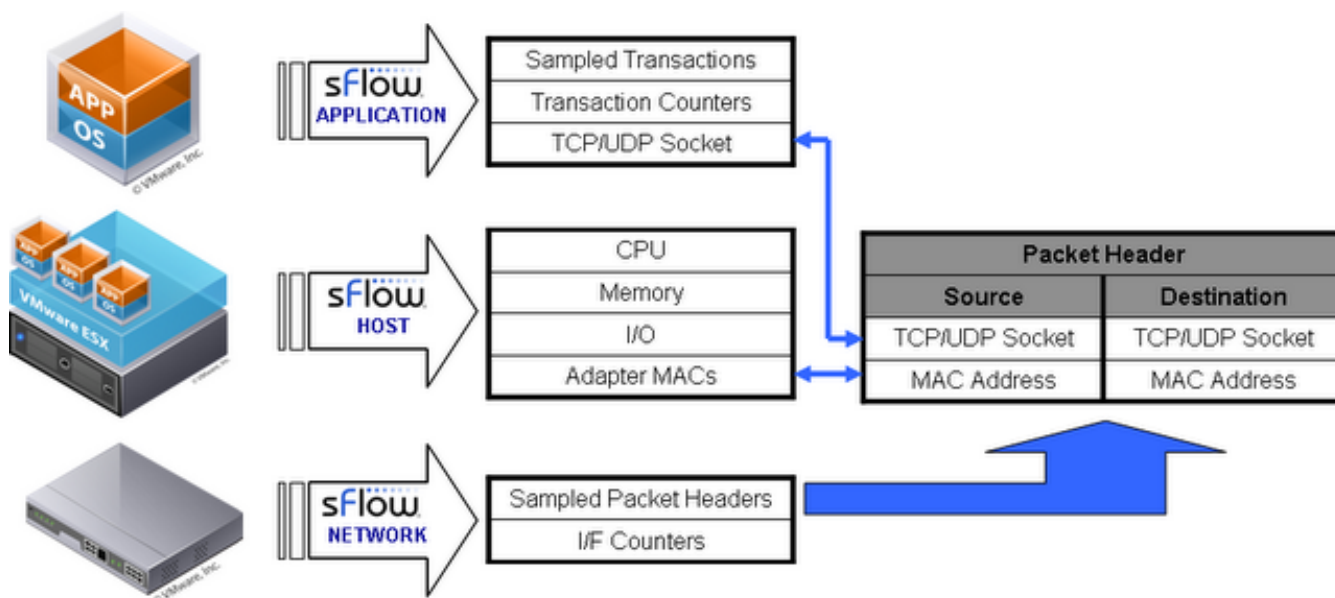 APP
OS
© VMware, Inc.
sFlow
APPLICATION
Sampled Transactions
Transaction Counters
TCP/UDP Socket
APP
OS
APP
OS
APP
OS
VMware ESX
© VMware, Inc.
sFlow
HOST
CPU
Memory
I/O
Adapter MACs
Packet Header
Source Destination
TCP/UDP Socket TCP/UDP Socket
MAC Address MAC Address
VMware, Inc.
sFlow
NETWORK
Sampled Packet Headers
I/F Counters